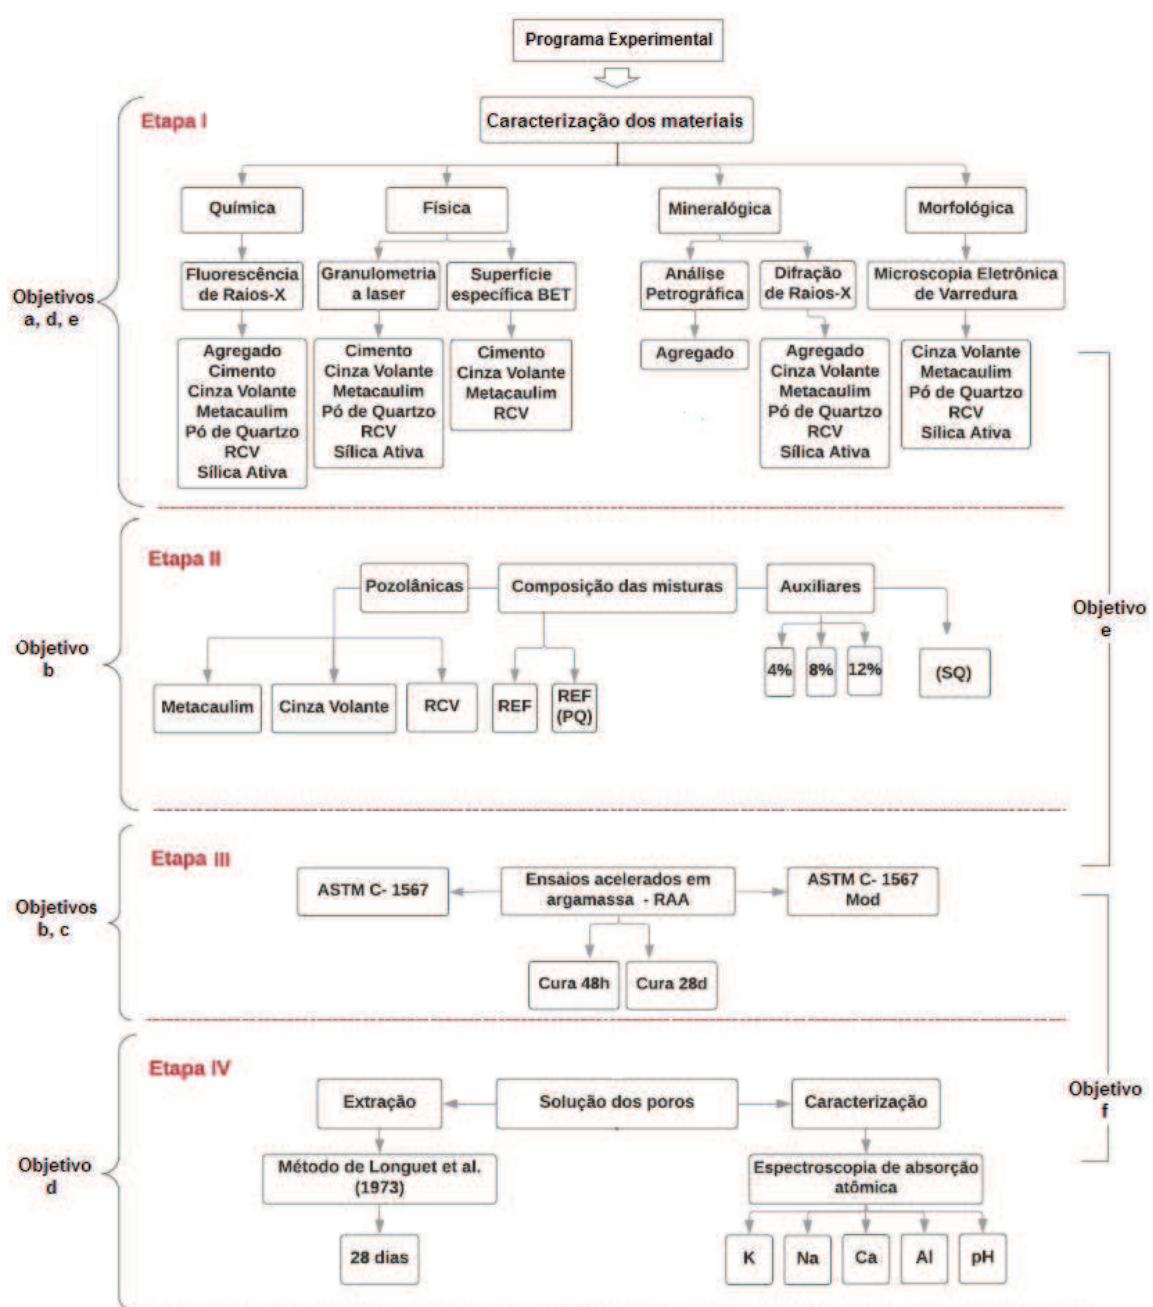 Programa Experimental
Etapa I
Caracterização dos materiais
Química
Física
Mineralógica
Morfológica
Fluorescência
de Raios-X
Granulometria
a laser
Superfície
específica BET
Análise
Petrográfica
Difração
de Raios-X
Microscopia Eletrônica
de Varredura
Objetivos
a, d, e
Agregado
Cimento
Cinza Volante
Metacaulim
Pó de Quartzo
RCV
Sílica Ativa
Cimento
Cinza Volante
Metacaulim
Pó de Quartzo
RCV
Sílica Ativa
Cimento
Cinza Volante
Metacaulim
RCV
Agregado
Agregado
Cinza Volante
Metacaulim
Pó de Quartzo
RCV
Sílica Ativa
Cinza Volante
Metacaulim
Pó de Quartzo
RCV
Sílica Ativa
Etapa II
Pozolânicas
Composição das misturas
Auxiliares
Objetivo
e
Objetivo
b
Metacaulim
Cinza Volante
RCV
REF
REF
(PQ)
4%
8%
12%
(SQ)
Etapa III
ASTM C- 1567
Ensaios acelerados em
argamassa - RAA
ASTM C- 1567
Mod
Objetivos
b, c
Cura 48h
Cura 28d
Etapa IV
Extração
Solução dos poros
Caracterização
Objetivo
f
Objetivo
d
Método de Longuet et al.
(1973)
Espectroscopia de absorção
atômica
28 dias
K
Na
Ca
Al
pH